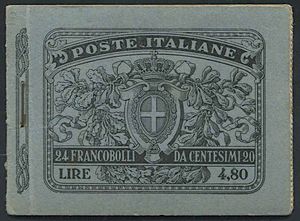 POSTE ITALIANE
24 FRANCOBOLLI DA CENTESIMI 20
LIRE 4,80